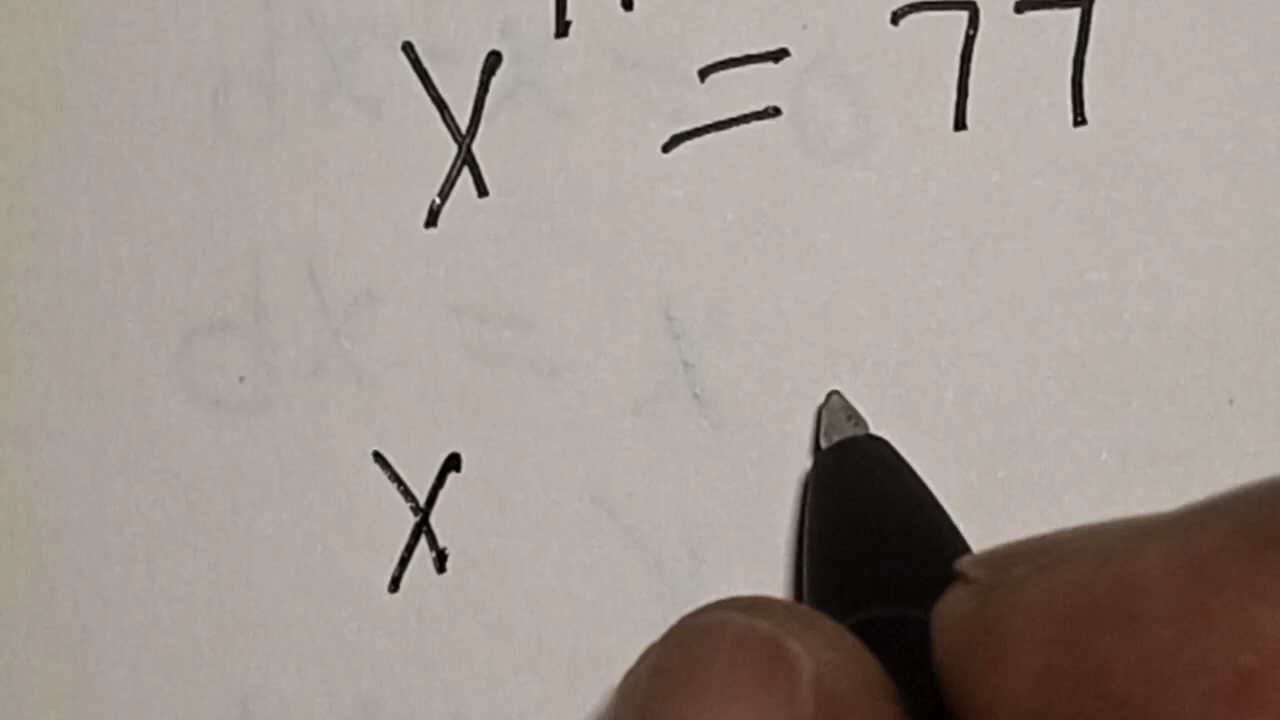 x = 77
x